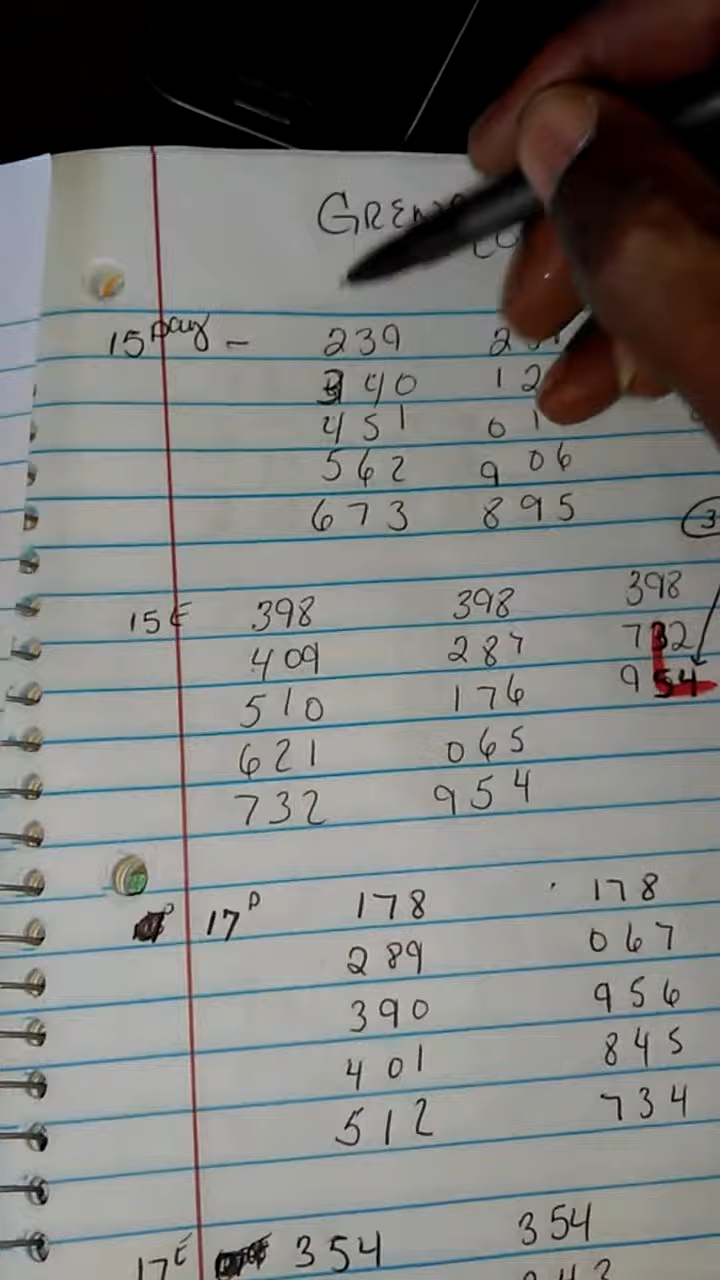 15 Day – 239
340 12
451 01
562 906
673 895
3
15E 398 398 398
409 287 732
510 176 954
621 065
732 954
17D 178 178
289 067
390 956
401 845
512 734
17E 354 354